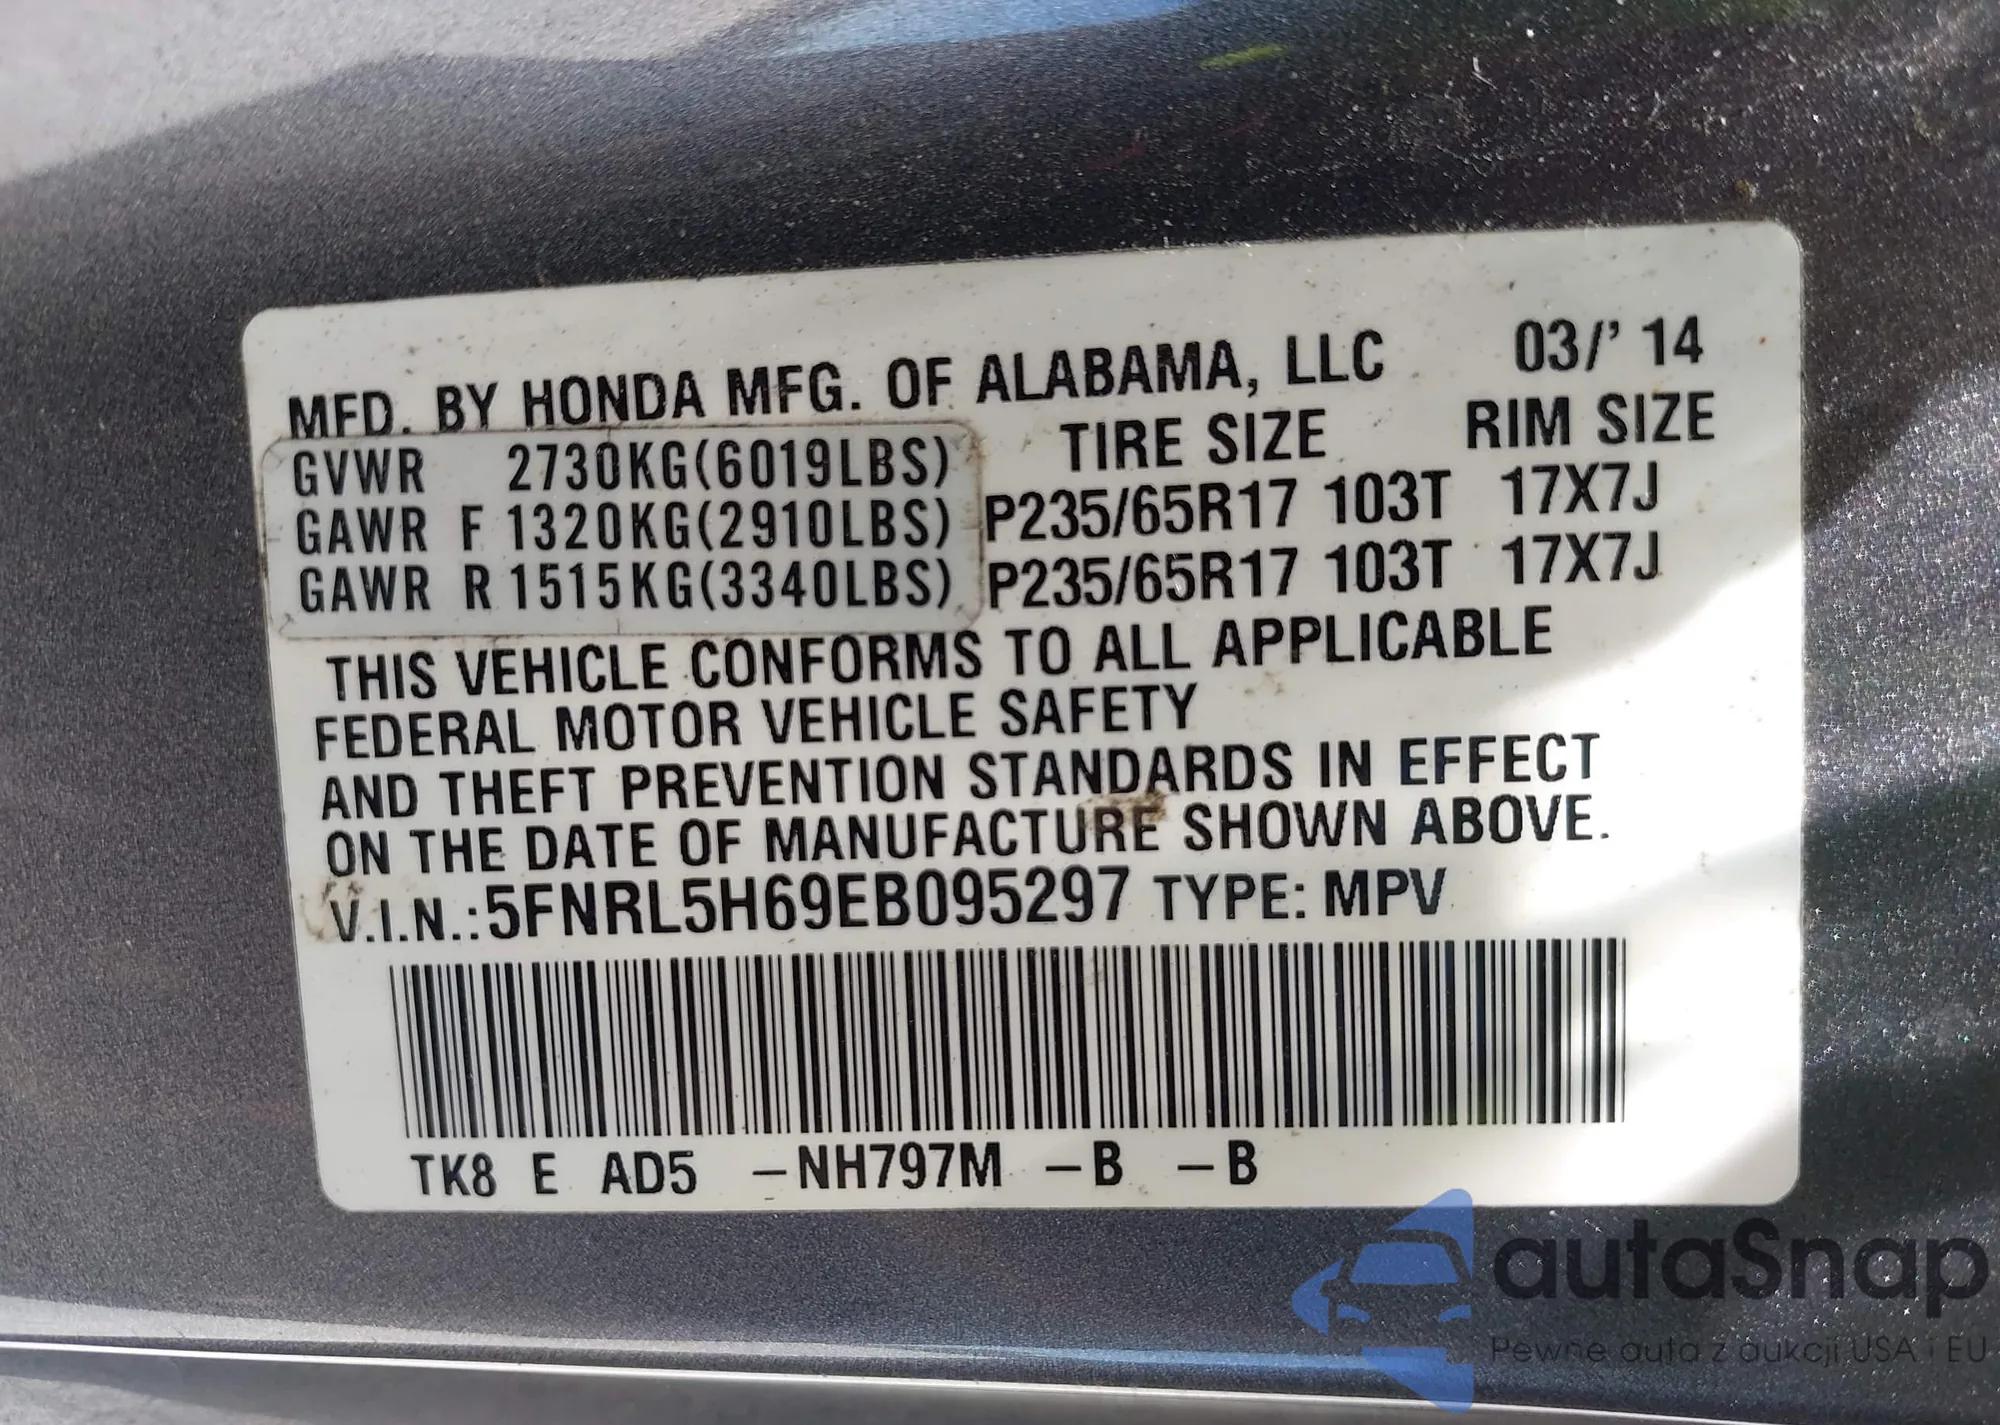 MFD. BY HONDA MFG. OF ALABAMA, LLC 03/' 14
TIRE SIZE RIM SIZE
GVWR 2730KG(6019LBS)
GAWR F 1320KG(2910LBS) P235/65R17 103T 17X7J
GAWR R 1515KG(3340LBS) P235/65R17 103T 17X7J
THIS VEHICLE CONFORMS TO ALL APPLICABLE
FEDERAL MOTOR VEHICLE SAFETY
AND THEFT PREVENTION STANDARDS IN EFFECT
ON THE DATE OF MANUFACTURE SHOWN ABOVE.
V.I.N.:5FNRL5H69EB095297 TYPE: MPV
TK8 E AD5 -NH797M -B -B
autaSnap
Pewne auta z aukcji USA i EU